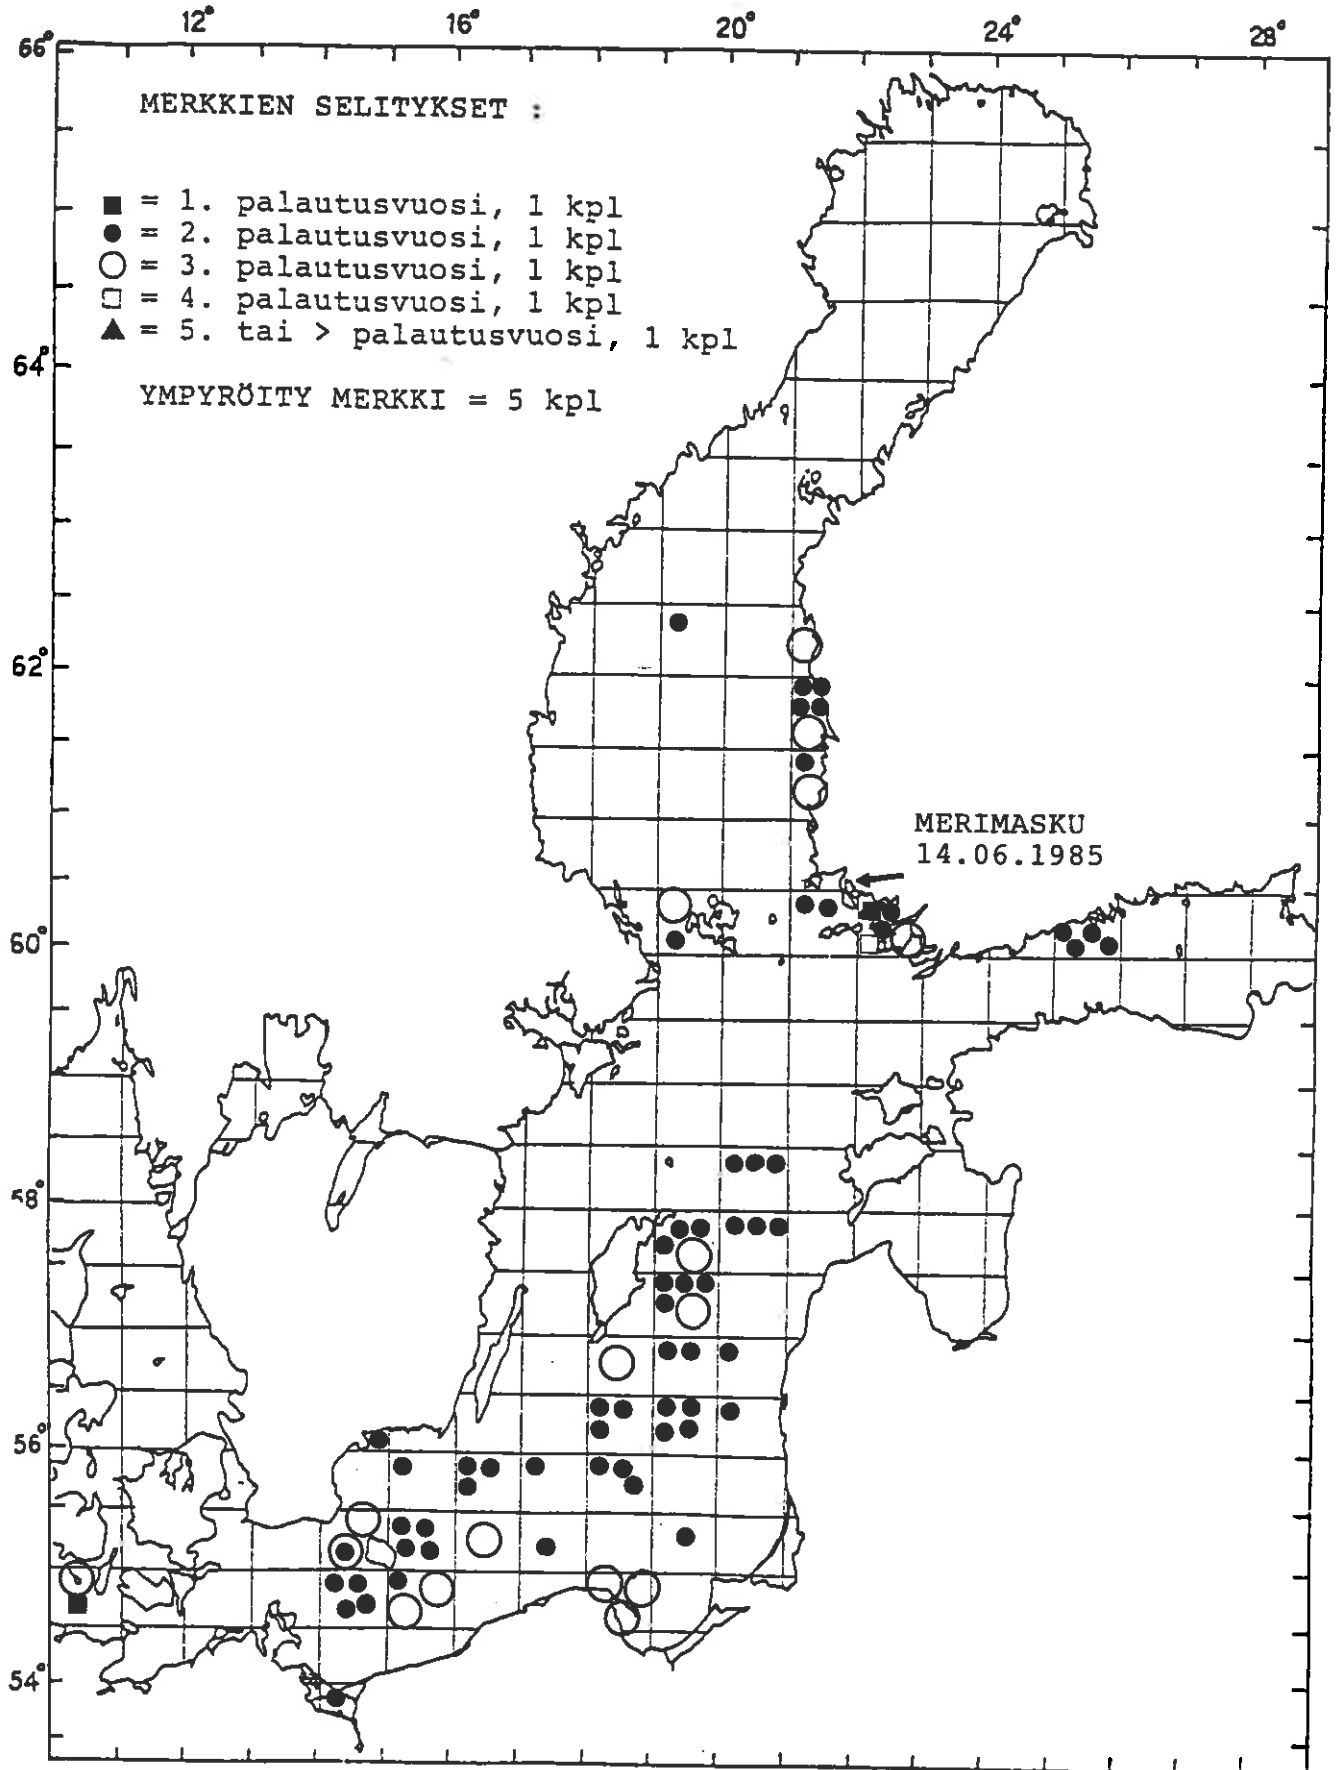 12° 16° 20° 24° 28°
66°
MERKKIEN SELITYKSET :
■ = 1. palautusvuosi, 1 kpl
● = 2. palautusvuosi, 1 kpl
○ = 3. palautusvuosi, 1 kpl
□ = 4. palautusvuosi, 1 kpl
▲ = 5. tai > palautusvuosi, 1 kpl
64°
YMPYRÖITY MERKKI = 5 kpl
62°
MERIMASKU
14.06.1985
60°
58°
56°
54°